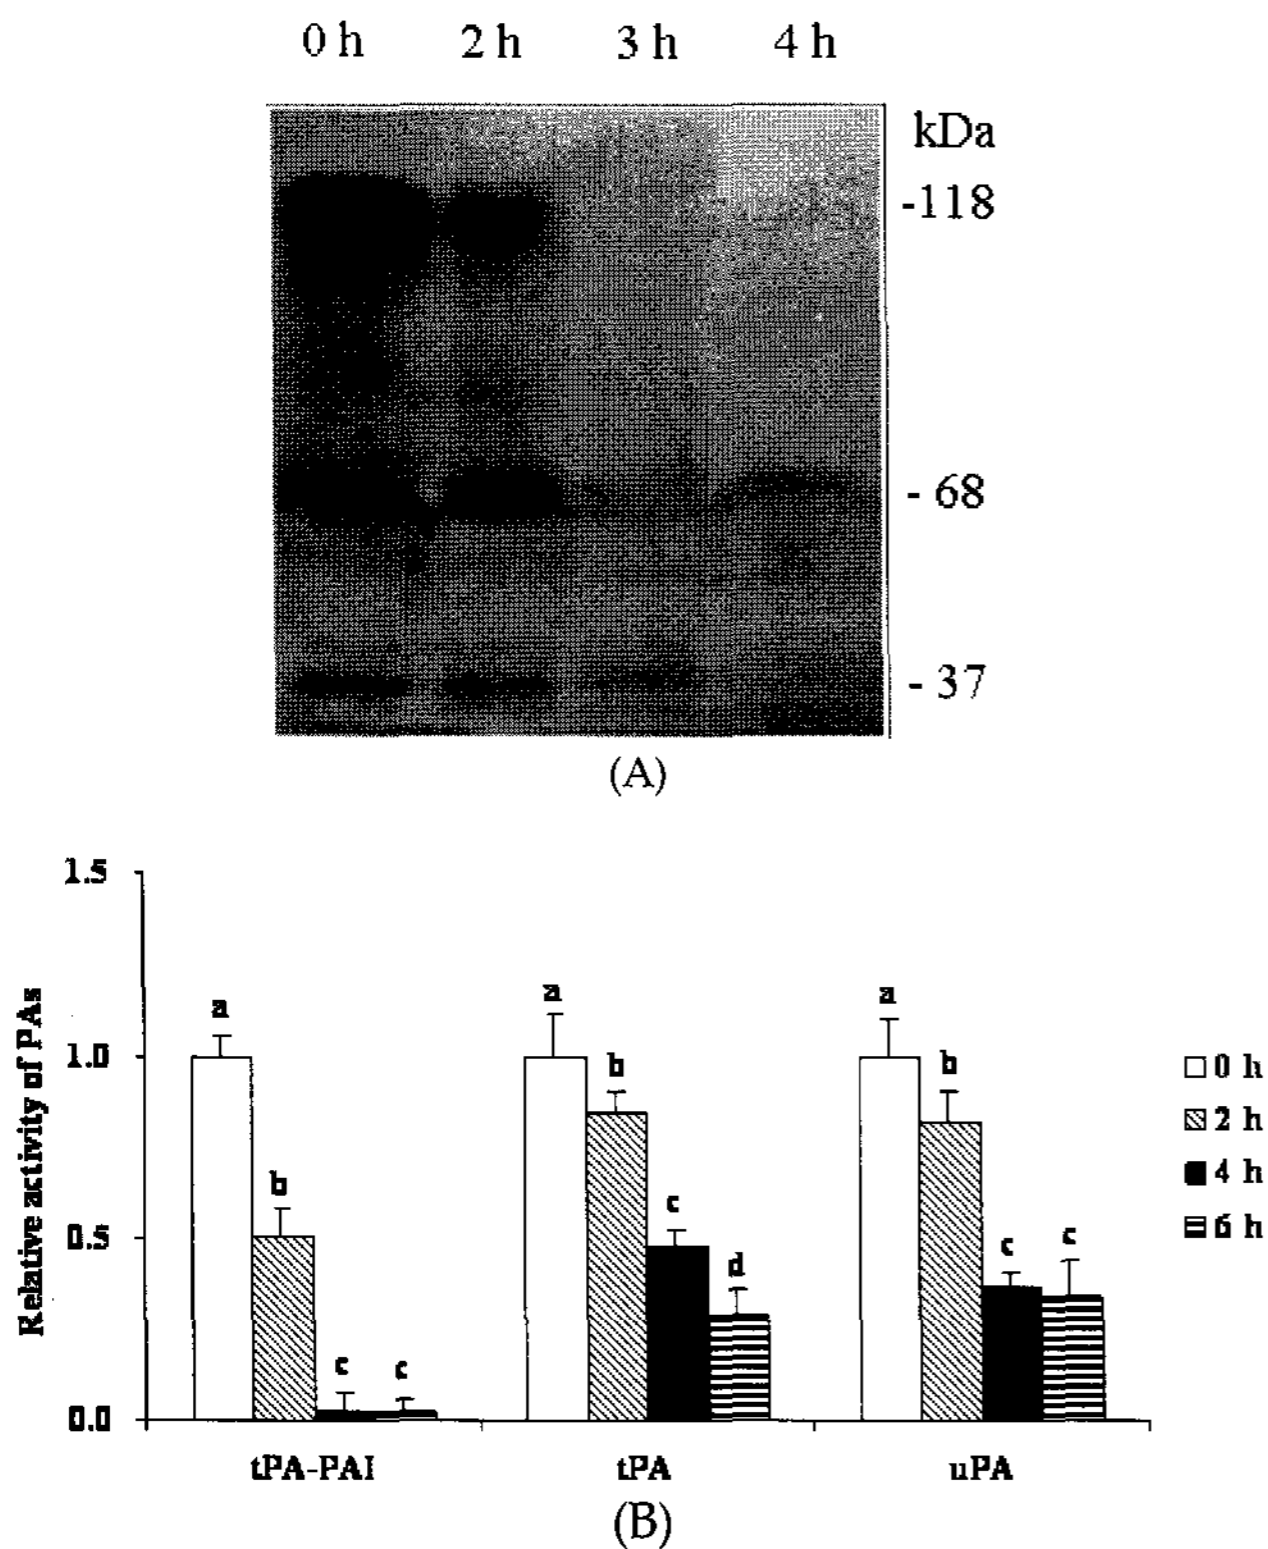 0 h 2 h 3 h 4 h
kDa
-118
- 68
- 37
(A)
1.5
1.0
0.5
0.0
Relative activity of PAs
a
b
c
c
a
b
c
d
a
b
c
c
0 h
2 h
4 h
6 h
tPA-PAI tPA uPA
(B)